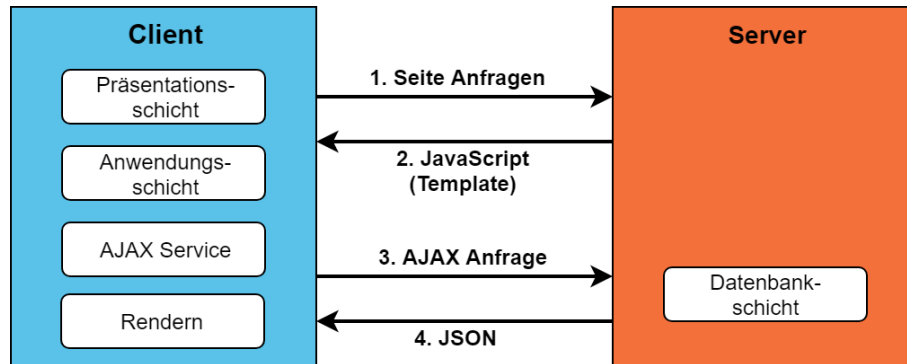 Client
Präsentations-
schicht
Anwendungs-
schicht
AJAX Service
Rendern
1. Seite Anfragen
2. JavaScript
(Template)
3. AJAX Anfrage
4. JSON
Server
Datenbank-
schicht